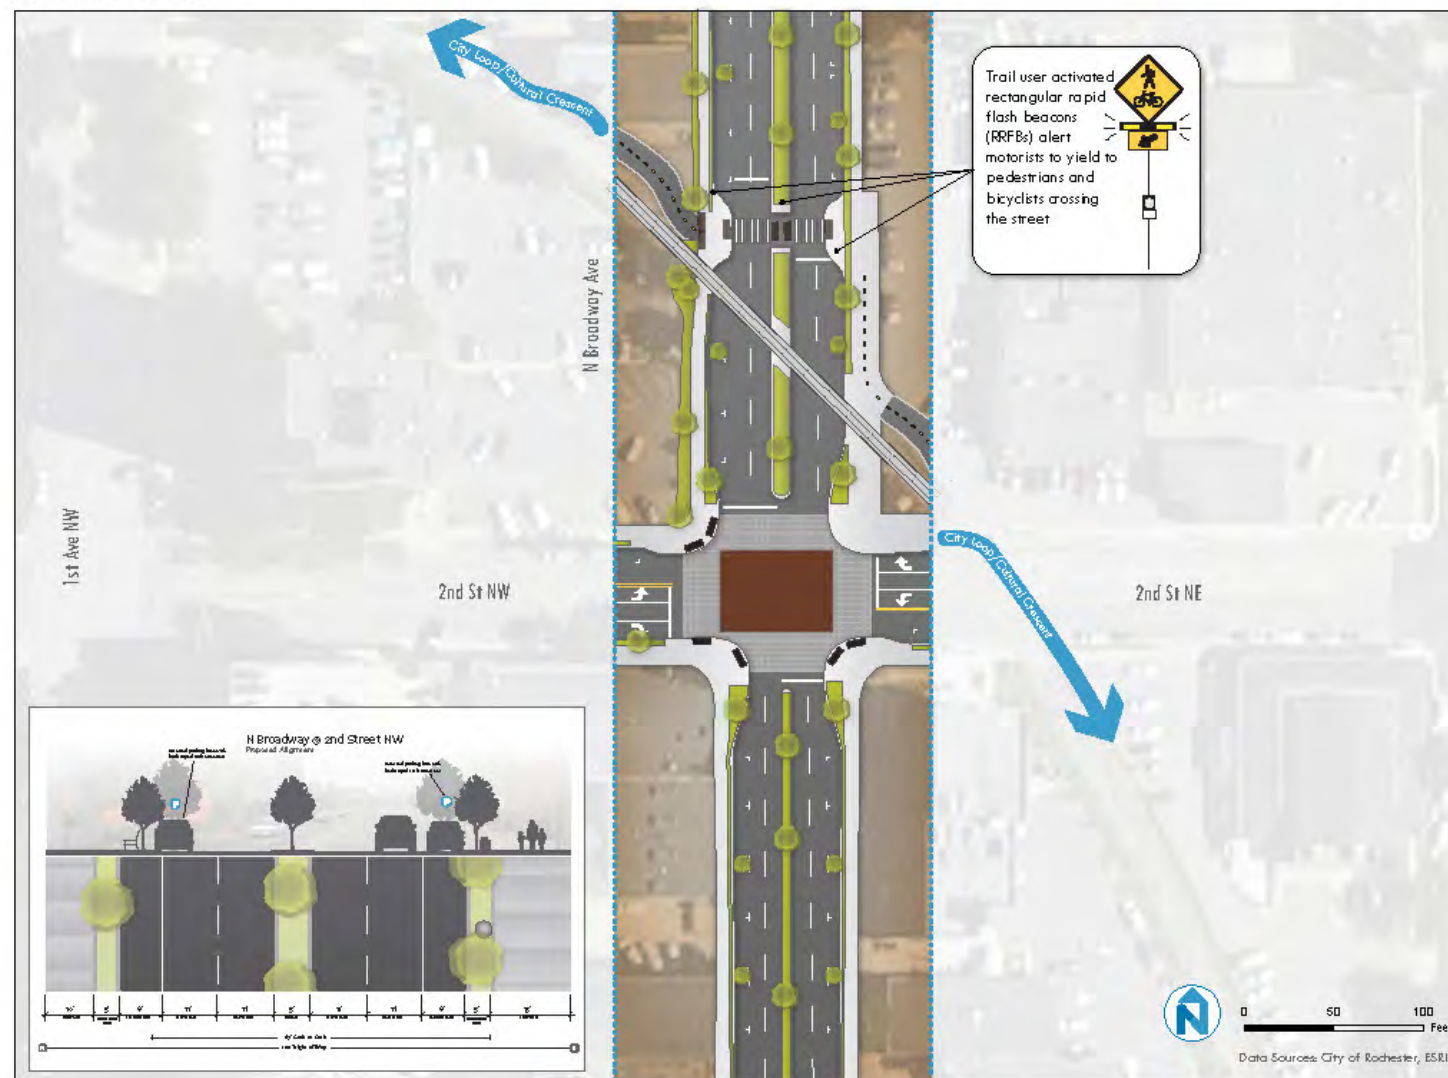 City Loop/Cultural Crescent
Trail user activated
rectangular rapid
flash beacons
(RRFBs) alert
motorists to yield to
pedestrians and
bicyclists crossing
the street
N Broadway Ave
1st Ave NW
2nd St NW
City Loop/Cultural Crescent
2nd St NE
N Broadway @ 2nd Street NW
Proposed Alignment
P
P
N
0 50 100
Feet
Data Sources: City of Rochester, ESRI